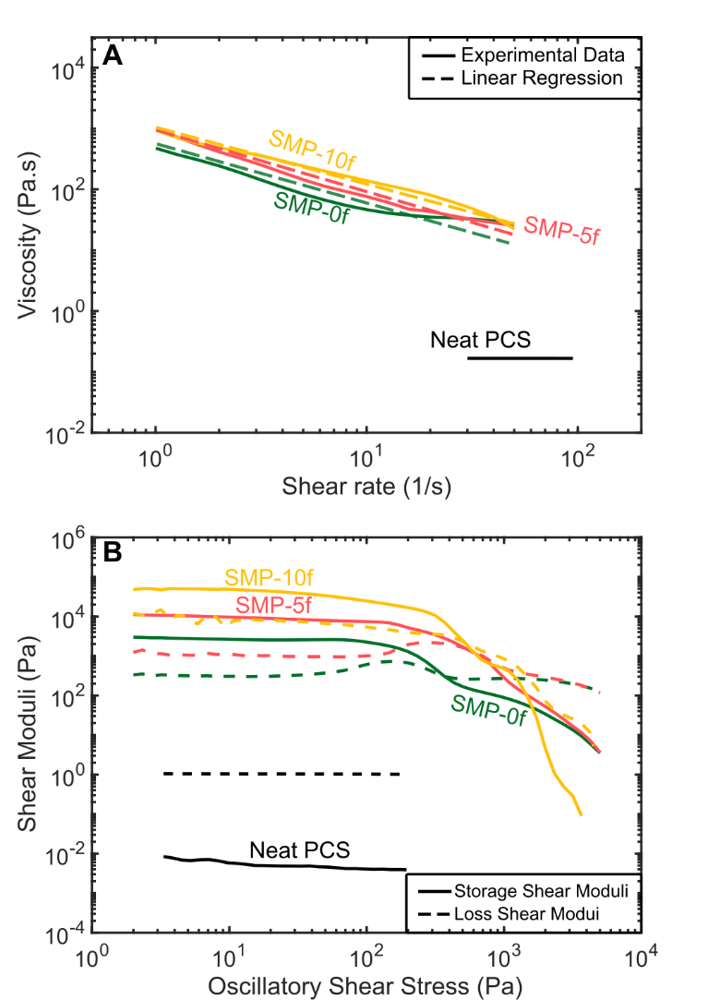 A
Experimental Data
Linear Regression
10^4
10^2
10^0
10^-2
Viscosity (Pa.s)
SMP-10f
SMP-0f
SMP-5f
Neat PCS
10^0 10^1 10^2
Shear rate (1/s)
B
10^6
10^4
10^2
10^0
10^-2
10^-4
Shear Moduli (Pa)
SMP-10f
SMP-5f
SMP-0f
Neat PCS
Storage Shear Moduli
Loss Shear Modui
10^0 10^1 10^2 10^3 10^4
Oscillatory Shear Stress (Pa)